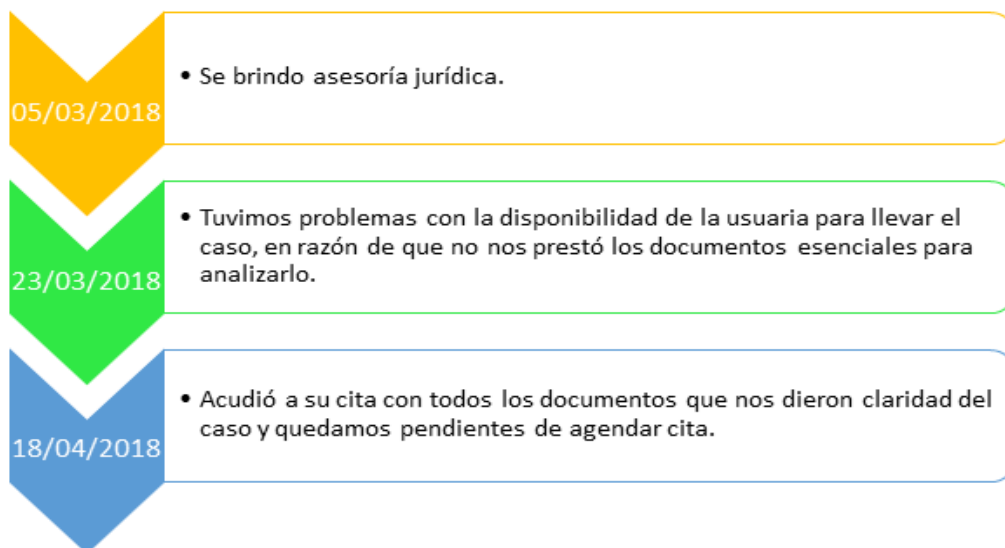 05/03/2018
• Se brindo asesoría jurídica.
23/03/2018
• Tuvimos problemas con la disponibilidad de la usuaria para llevar el
caso, en razón de que no nos prestó los documentos esenciales para
analizarlo.
18/04/2018
• Acudió a su cita con todos los documentos que nos dieron claridad del
caso y quedamos pendientes de agendar cita.